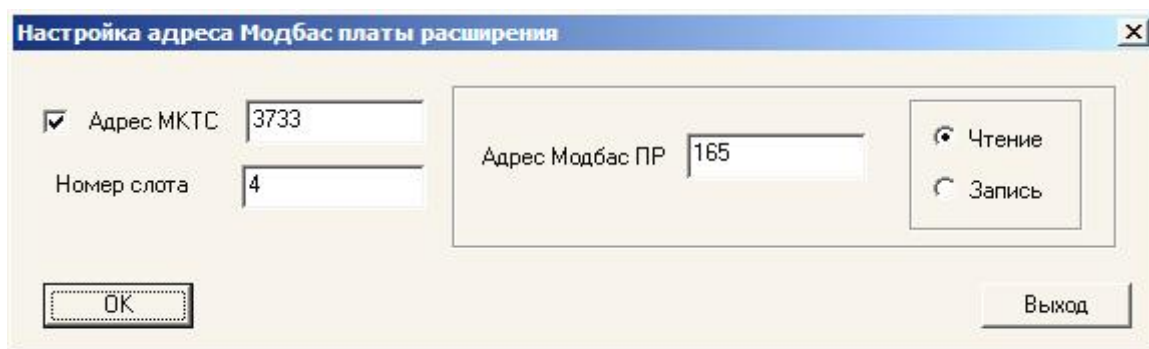 Настройка адреса Модбас платы расширения
Адрес МКТС 3733
Номер слота 4
Адрес Модбас ПР 165
Чтение
Запись
OK
Выход